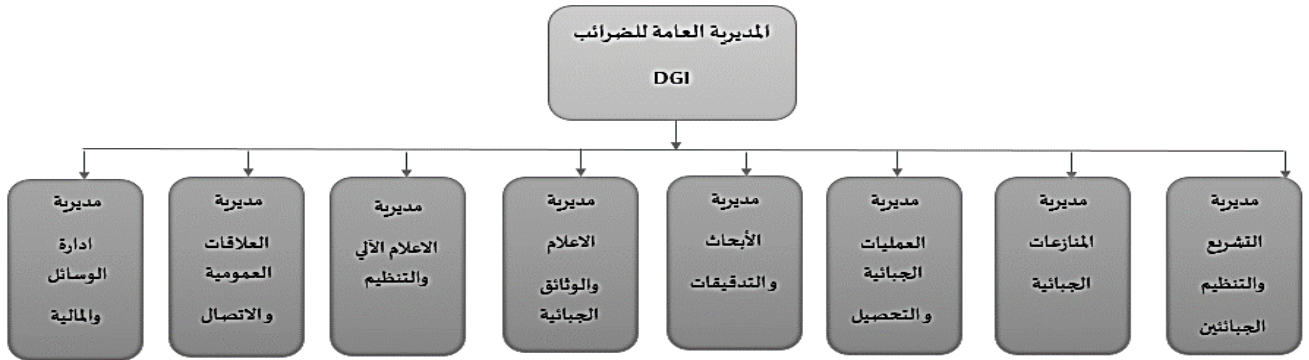 المديرية العامة للضرائب
DGI
مديرية
التشريع
والتنظيم
الجبائئين
مديرية
المنازعات
الجبائية
مديرية
العمليات
الجبائية
والتحصيل
مديرية
الأبحاث
والتدقيقات
مديرية
الاعلام
والوثائق
الجبائية
مديرية
الاعلام الآلي
والتنظيم
مديرية
العلاقات
العمومية
والاتصال
مديرية
ادارة
الوسائل
والمالية